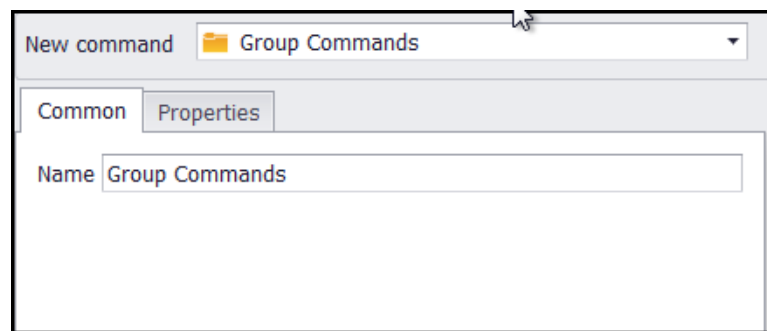 New command Group Commands
Common Properties
Name Group Commands